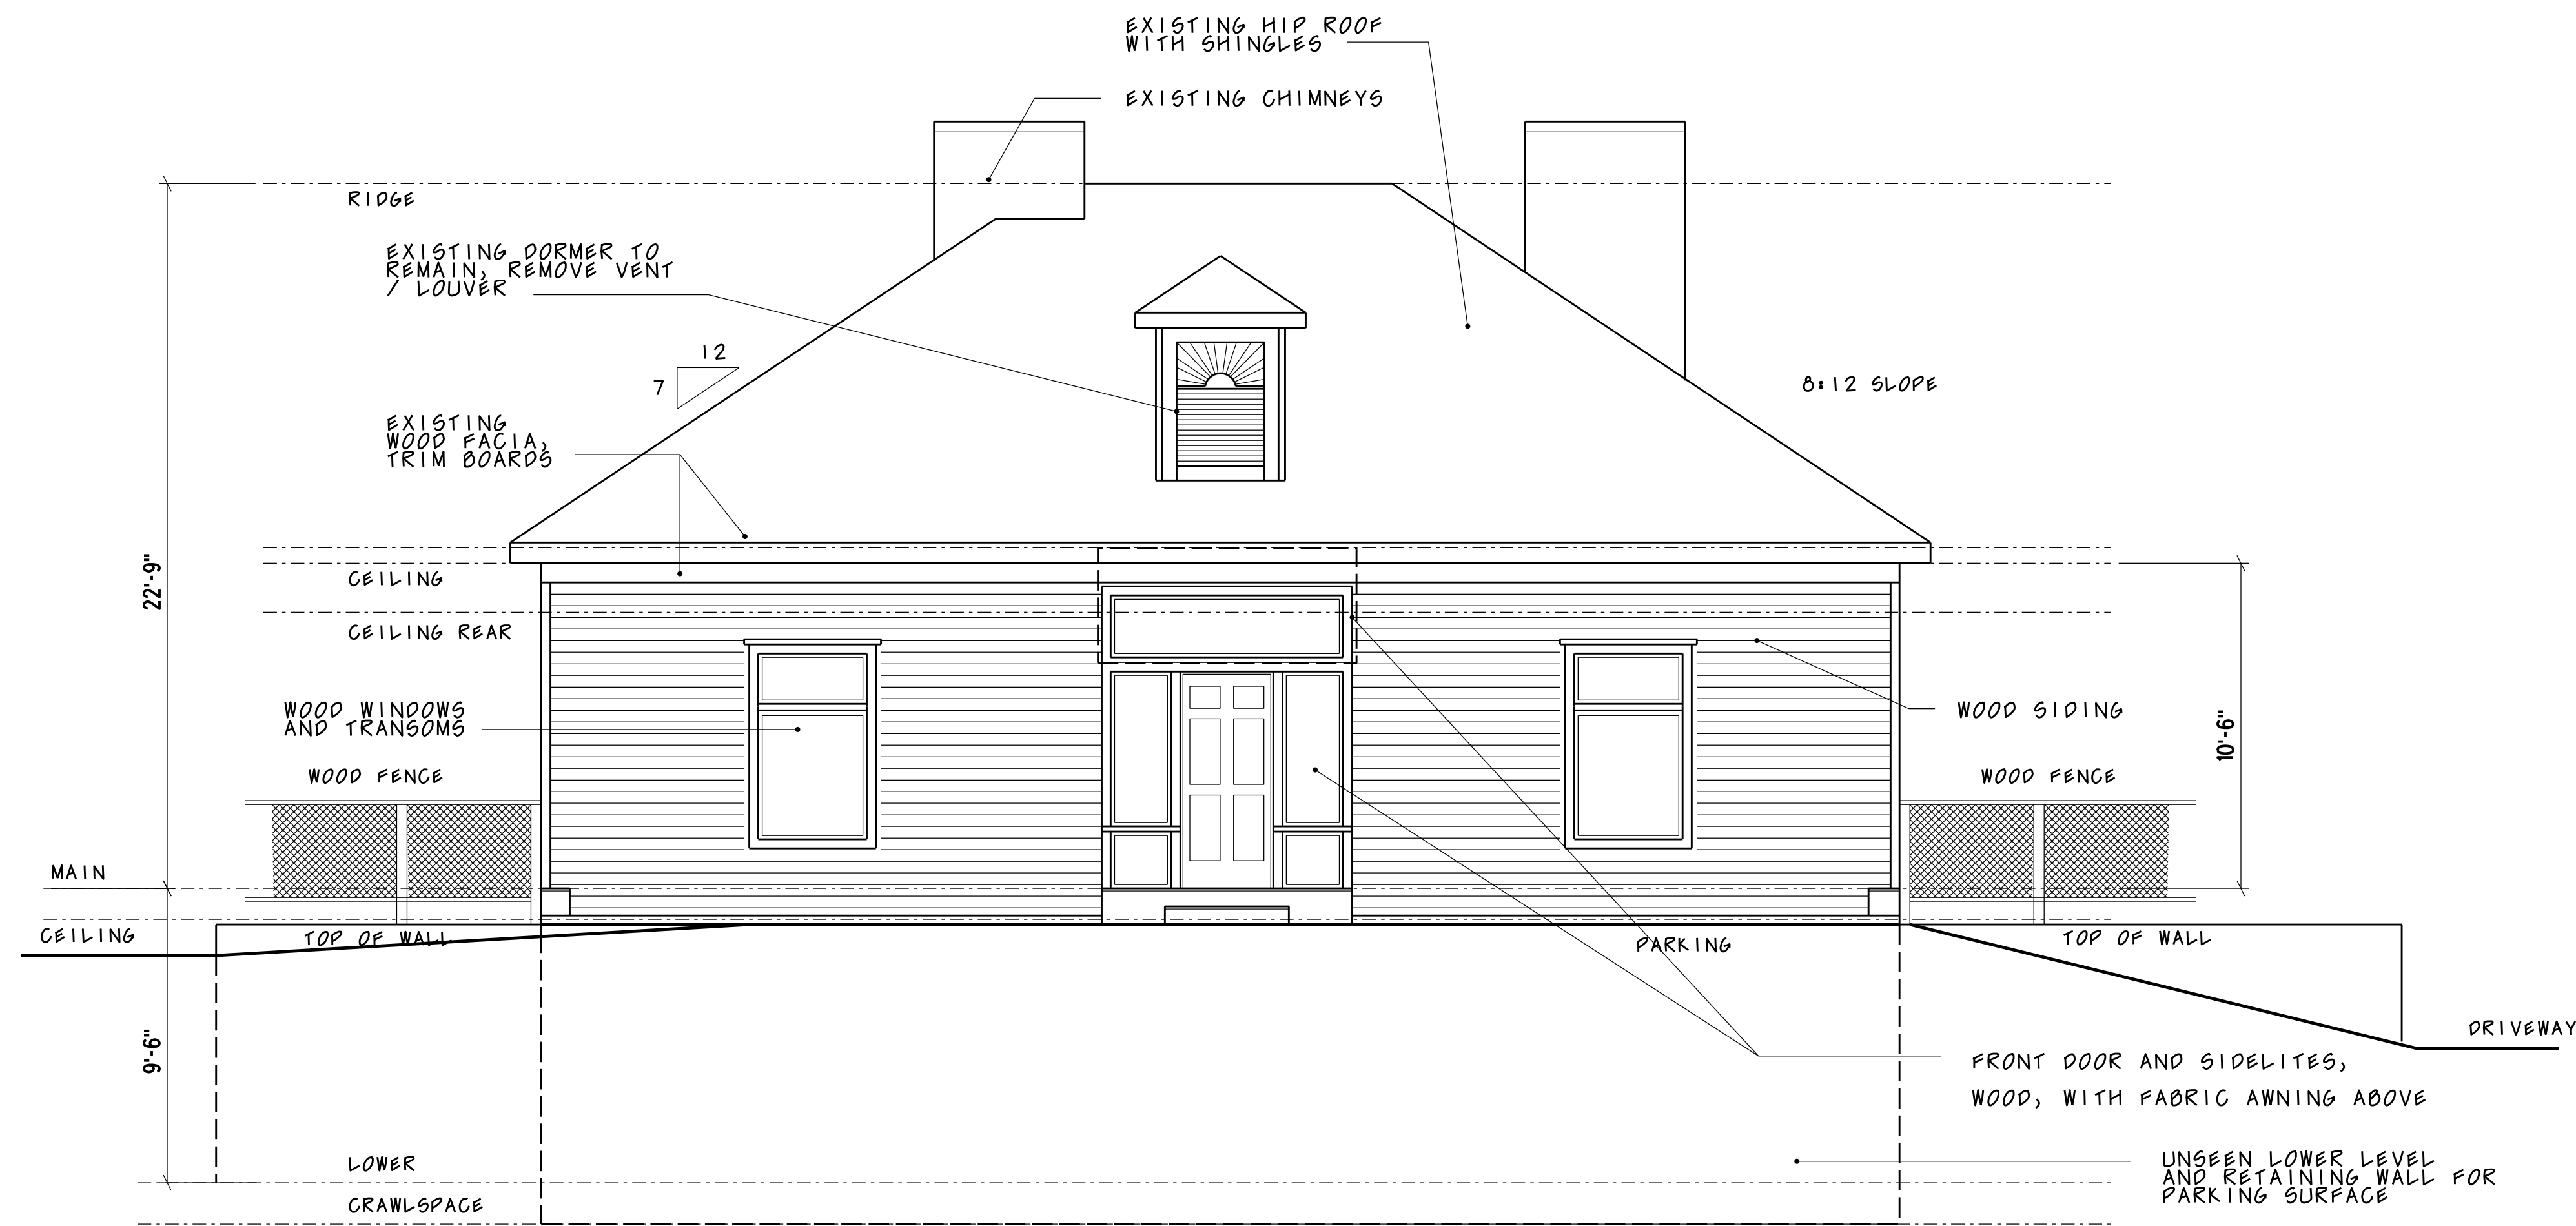 EXISTING HIP ROOF
WITH SHINGLES
EXISTING CHIMNEYS
RIDGE
EXISTING DORMER TO
REMAIN, REMOVE VENT
/ LOUVER
12
7
8:12 SLOPE
EXISTING
WOOD FACIA,
TRIM BOARDS
22'-9"
CEILING
CEILING REAR
WOOD WINDOWS
AND TRANSOMS
WOOD SIDING
10'-6"
WOOD FENCE
WOOD FENCE
MAIN
CEILING
TOP OF WALL
PARKING
TOP OF WALL
DRIVEWAY
9'-6"
FRONT DOOR AND SIDELITES,
WOOD, WITH FABRIC AWNING ABOVE
LOWER
CRAWLSPACE
UNSEEN LOWER LEVEL
AND RETAINING WALL FOR
PARKING SURFACE